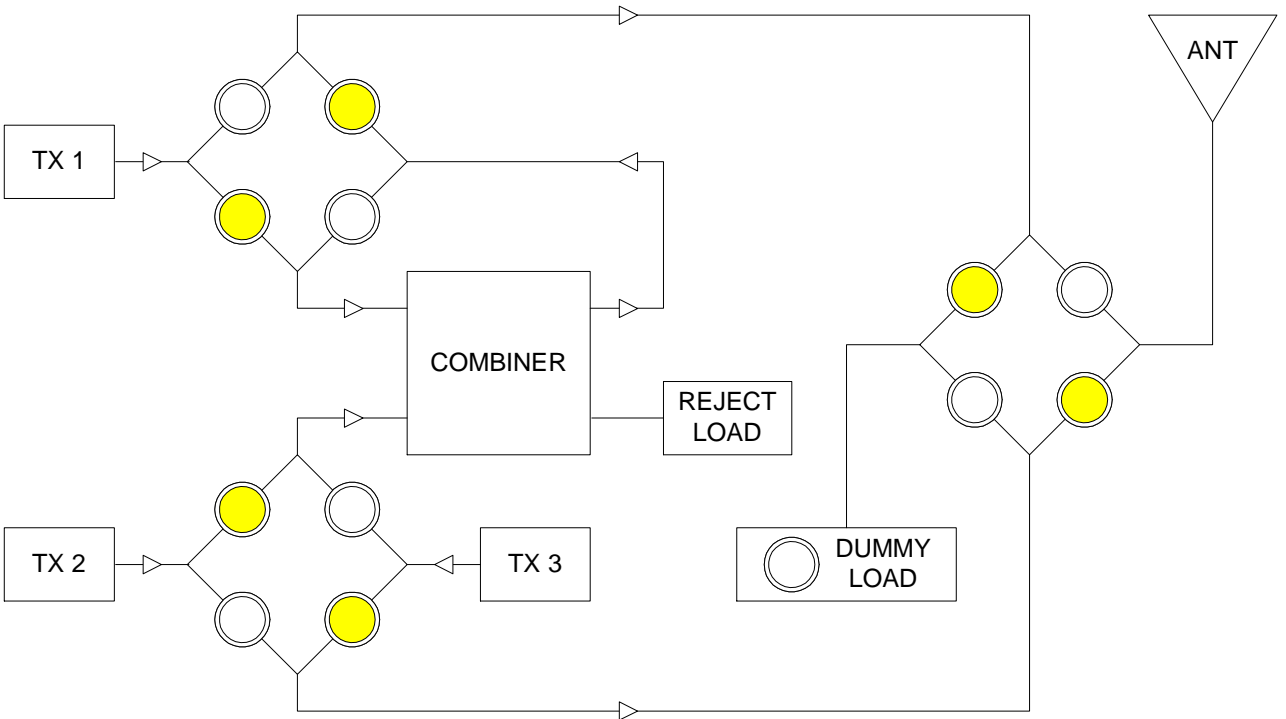 ANT
TX 1
COMBINER
REJECT
LOAD
TX 2
TX 3
DUMMY
LOAD